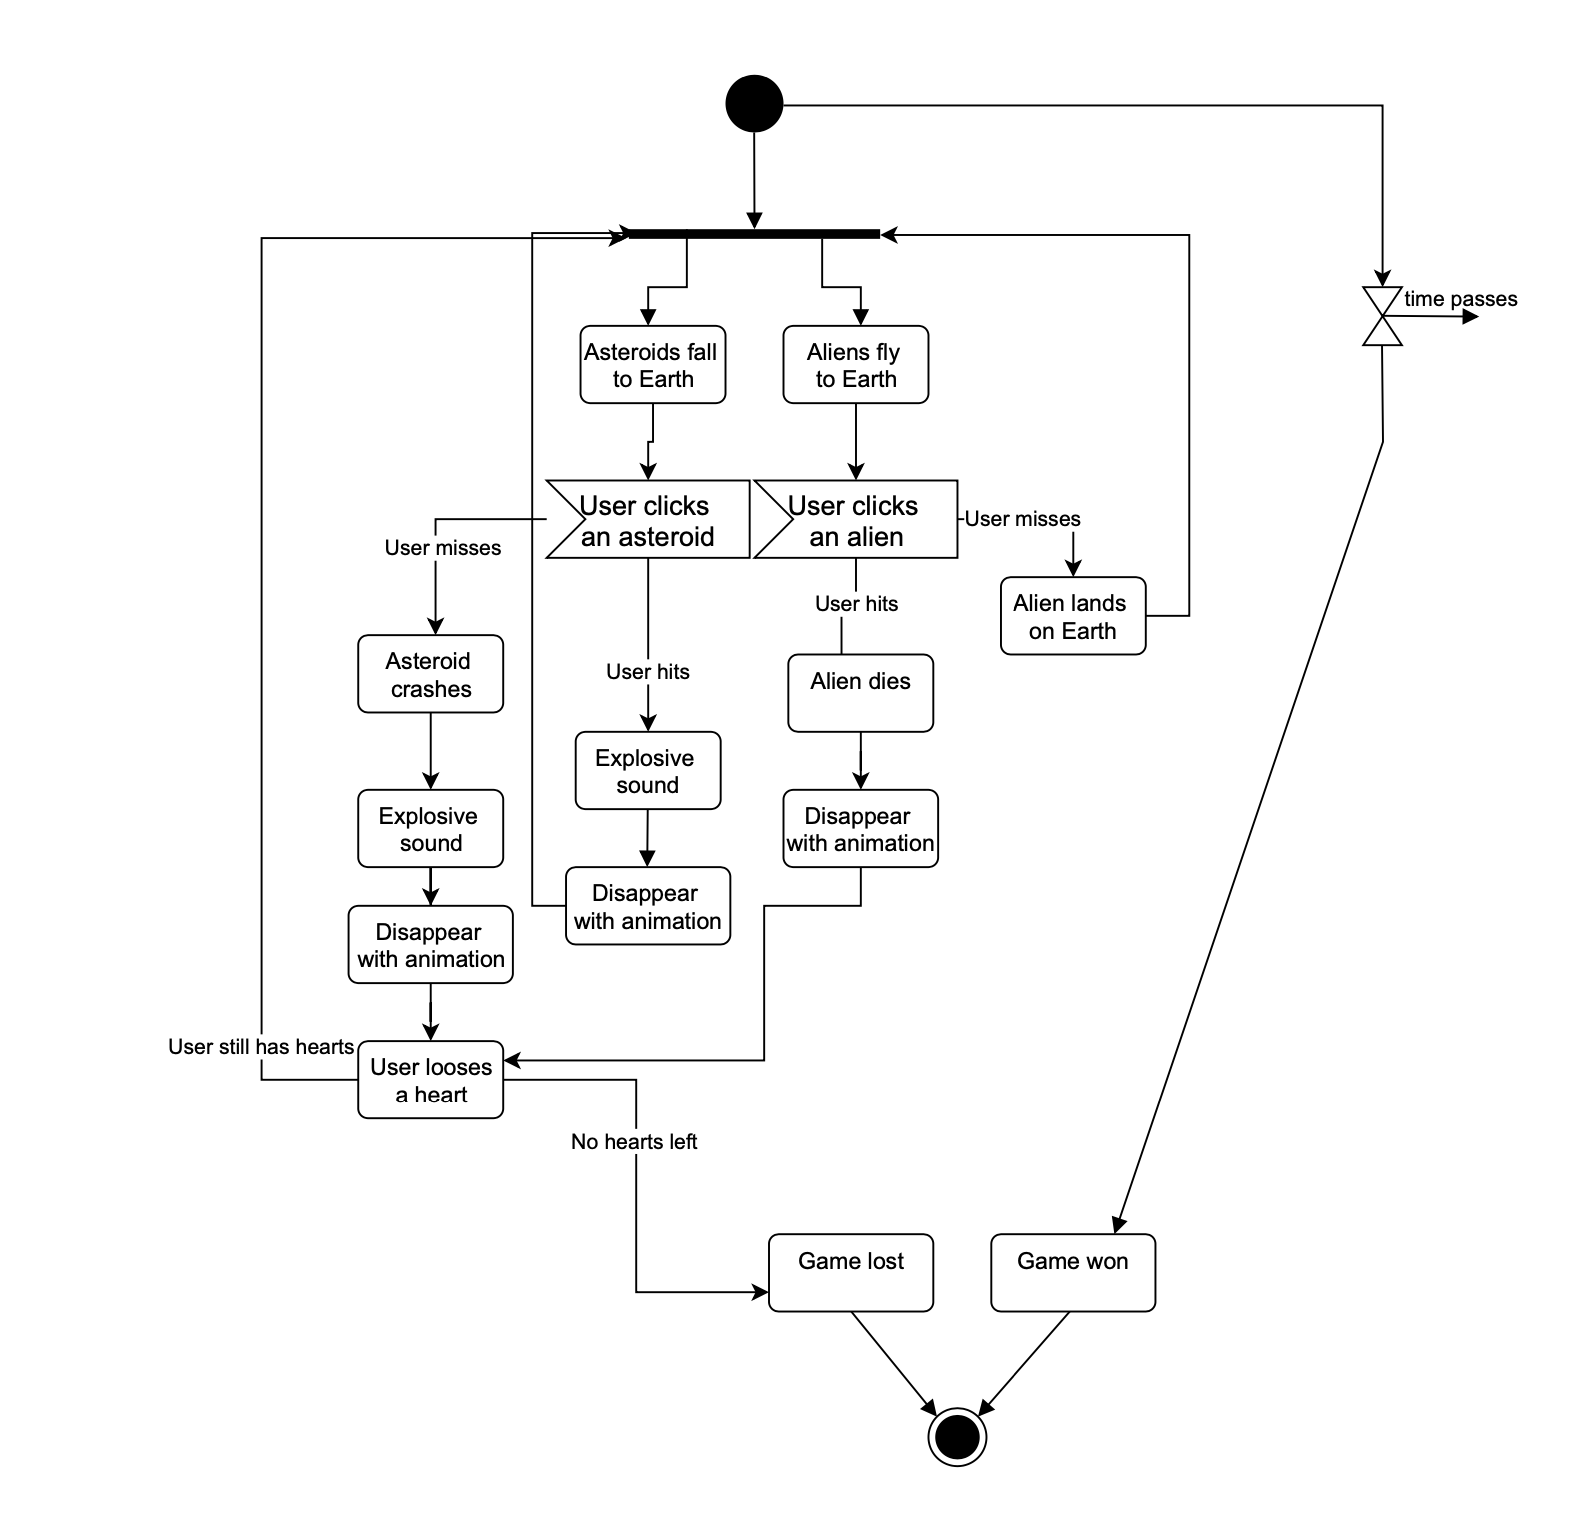 time passes
Asteroids fall
to Earth
Aliens fly
to Earth
User clicks
an asteroid
User clicks
an alien
User misses
User misses
User hits
Alien lands
on Earth
Asteroid
crashes
User hits
Alien dies
Explosive
sound
Explosive
sound
Disappear
with animation
Disappear
with animation
Disappear
with animation
User still has hearts
User looses
a heart
No hearts left
Game lost
Game won